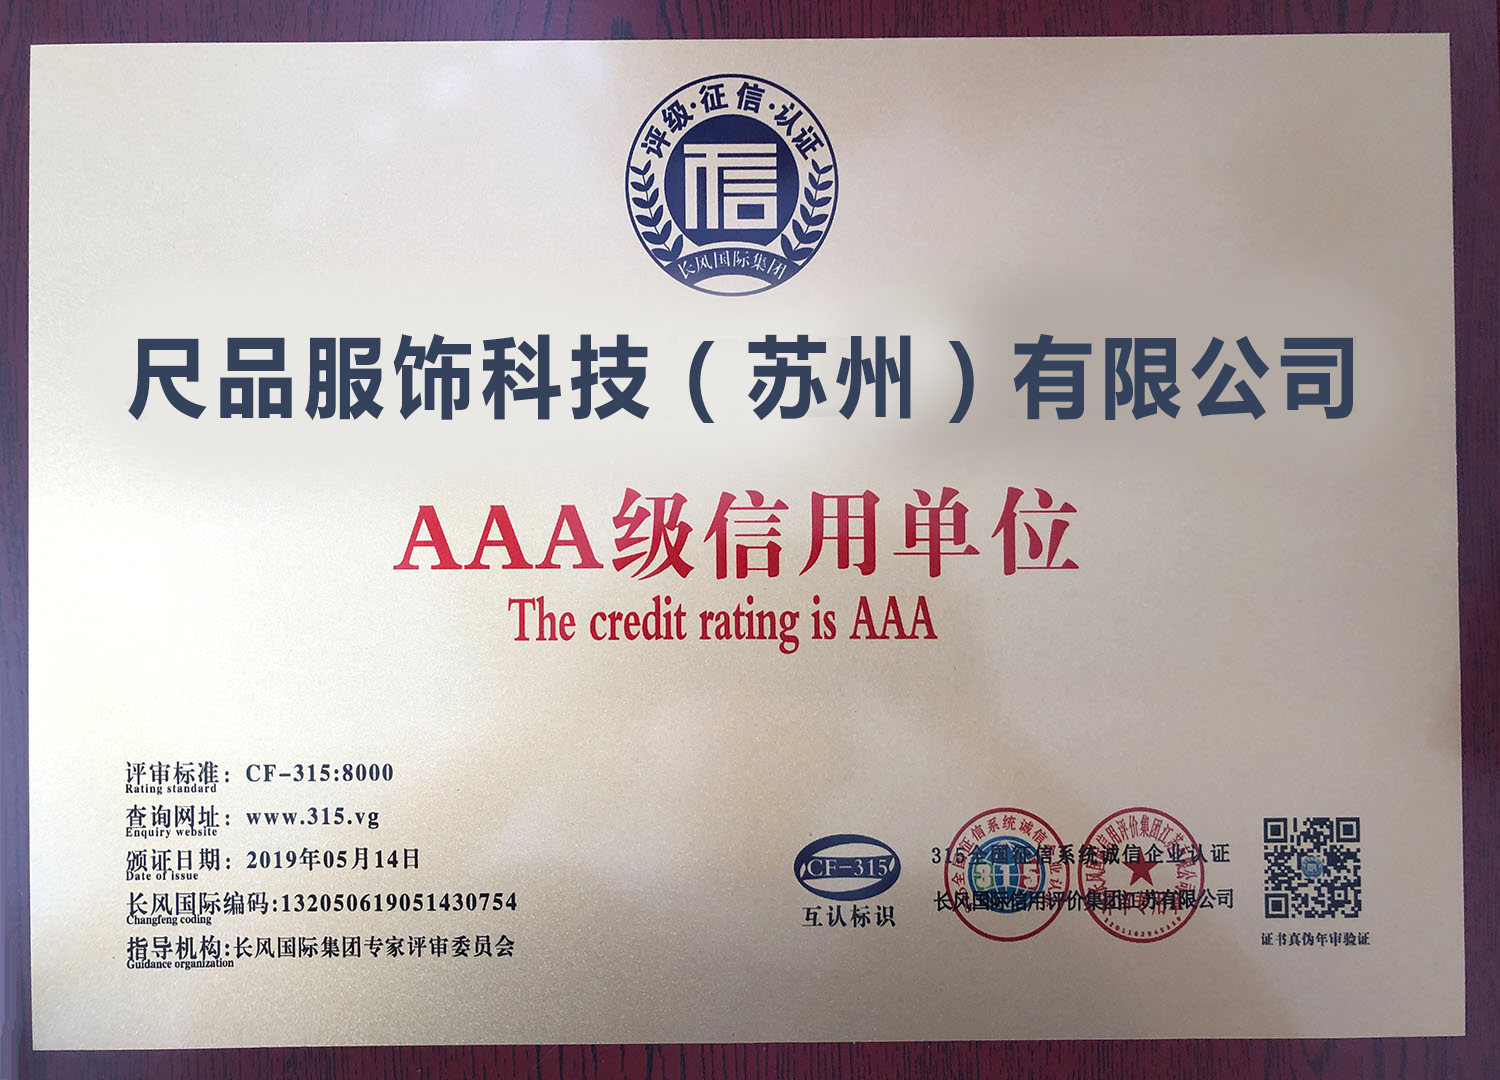 评级·征信·认证
信
长风国际集团
尺品服饰科技（苏州）有限公司
AAA级信用单位
The credit rating is AAA
评审标准：CF-315:8000
Rating standard
查询网址：www.315.vg
Enquiry website
颁证日期：2019年05月14日
Date of issue
长风国际编码:132050619051430754
Changfeng coding
指导机构:长风国际集团专家评审委员会
Guidance organization
CF-315
互认标识
315全国征信系统诚信企业认证
长风国际信用评价集团江苏有限公司
315
证书真伪年审验证